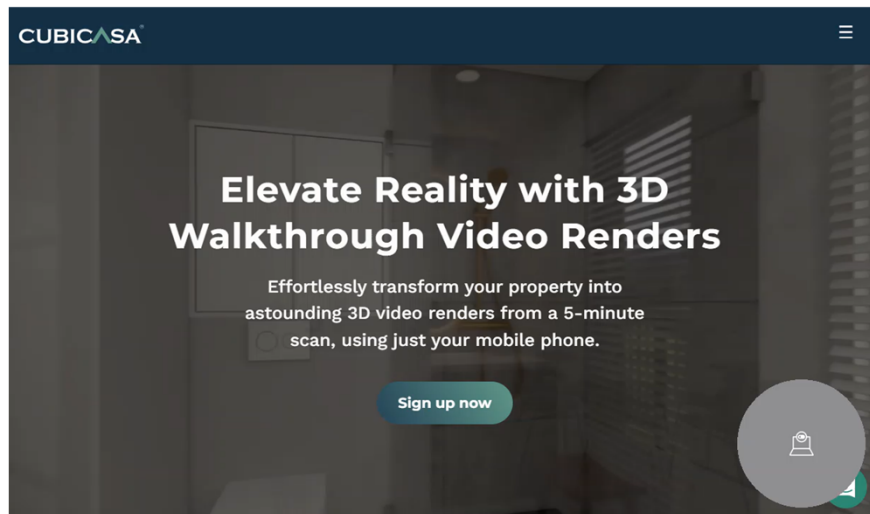 CUBICASA®
Elevate Reality with 3D
Walkthrough Video Renders
Effortlessly transform your property into
astounding 3D video renders from a 5-minute
scan, using just your mobile phone.
Sign up now